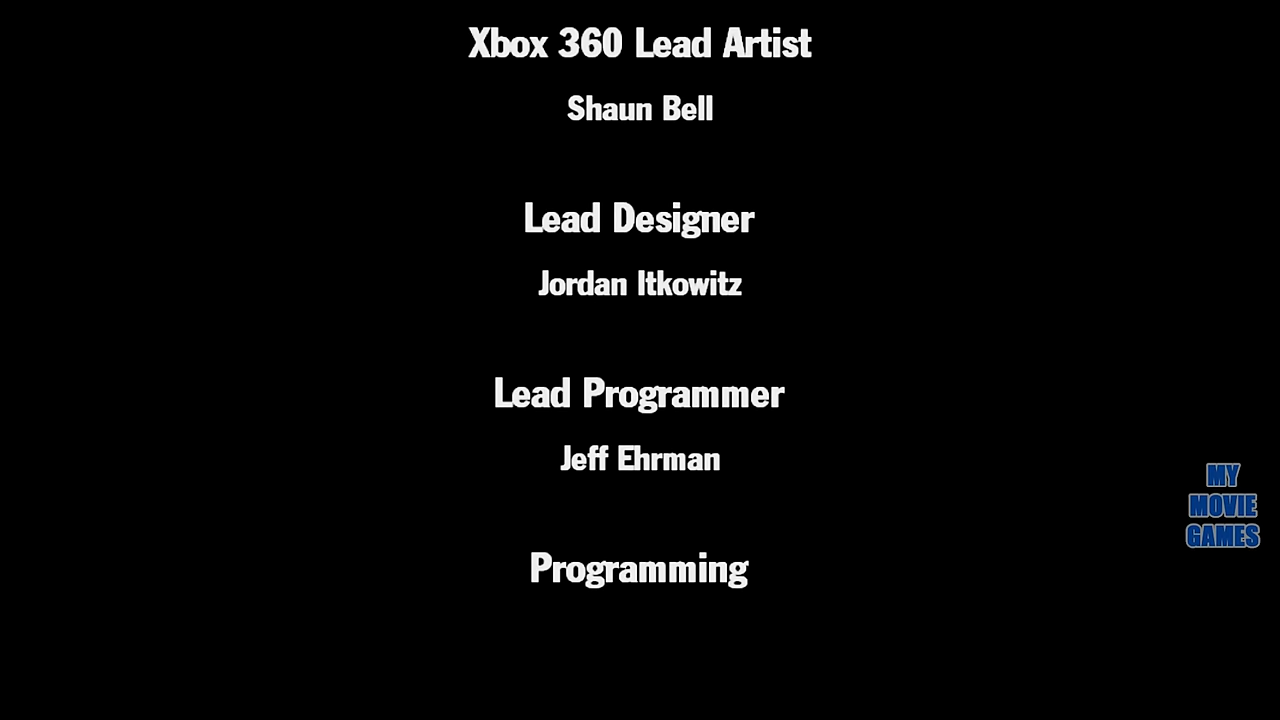 Xbox 360 Lead Artist
Shaun Bell
Lead Designer
Jordan Itkowitz
Lead Programmer
Jeff Ehrman
Programming
MY
MOVIE
GAMES